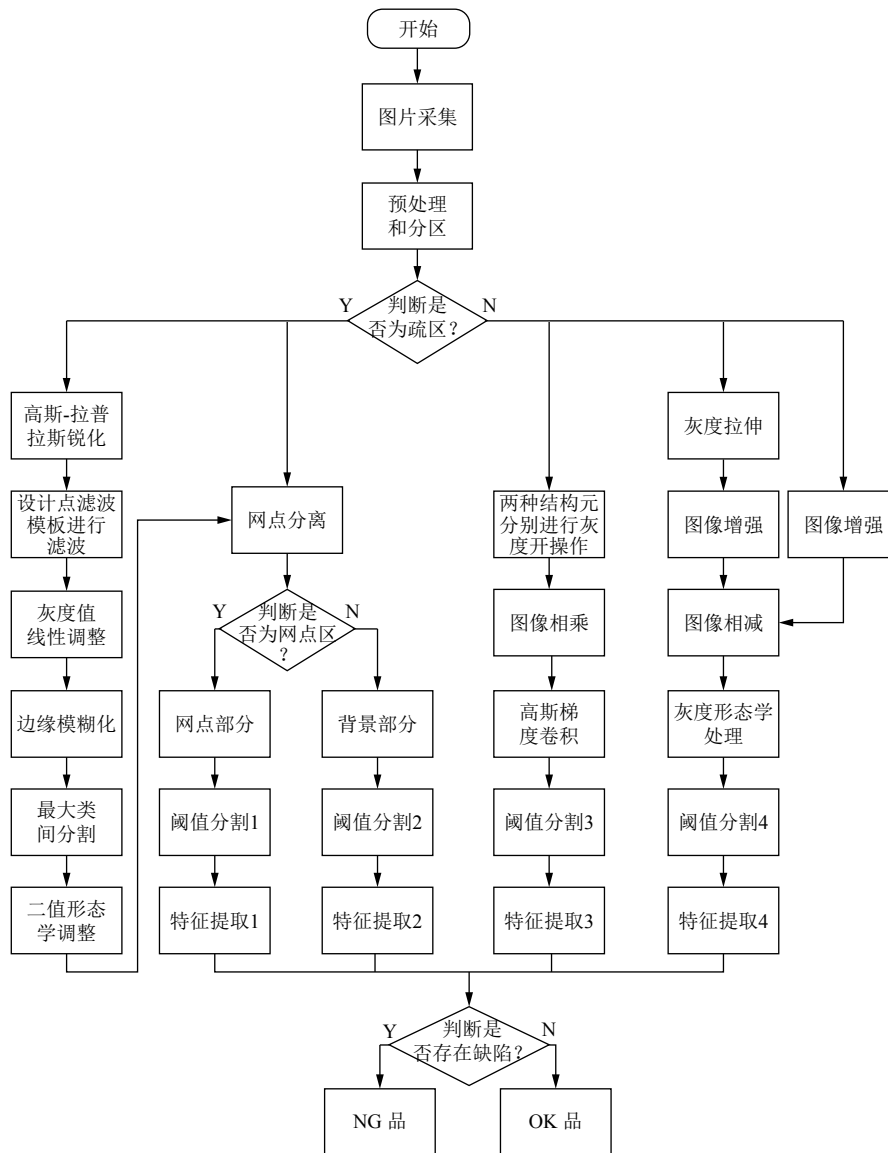 开始
图片采集
预处理
和分区
Y
判断是
否为疏区？
N
高斯-拉普
拉斯锐化
灰度拉伸
设计点滤波
模板进行
滤波
网点分离
两种结构元
分别进行灰
度开操作
图像增强
图像增强
灰度值
线性调整
Y
判断是
否为网点区
？
N
图像相乘
图像相减
边缘模糊化
网点部分
背景部分
高斯梯
度卷积
灰度形态学
处理
最大类
间分割
阈值分割1
阈值分割2
阈值分割3
阈值分割4
二值形态
学调整
特征提取1
特征提取2
特征提取3
特征提取4
Y
判断是
否存在缺陷？
N
NG 品
OK 品